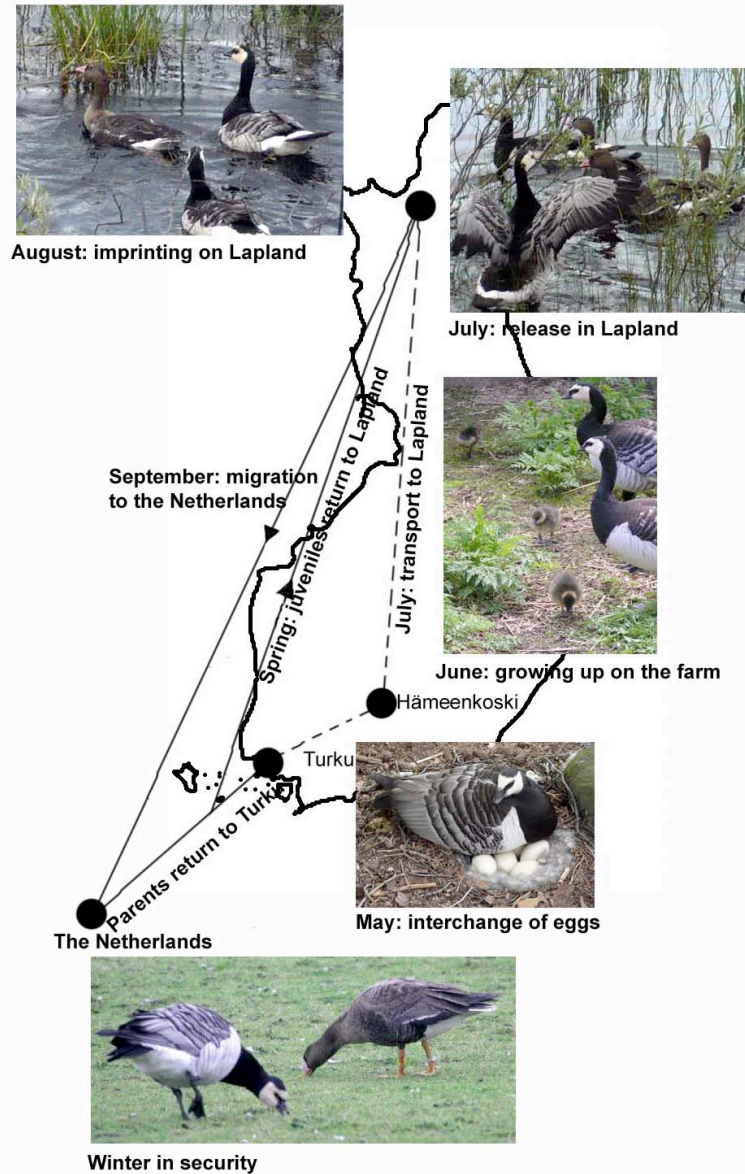 August: imprinting on Lapland
July: release in Lapland
September: migration
to the Netherlands
Spring: juveniles return to Lapland
July: transport to Lapland
June: growing up on the farm
Hämeenkoski
Turku
Parents return to Turku
May: interchange of eggs
The Netherlands
Winter in security